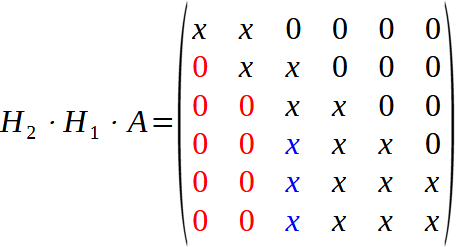 x x 0 0 0 0
0 x x 0 0 0
0 0 x x 0 0
H₂ · H₁ · A = 0 0 x x x 0
0 0 x x x x
0 0 x x x x